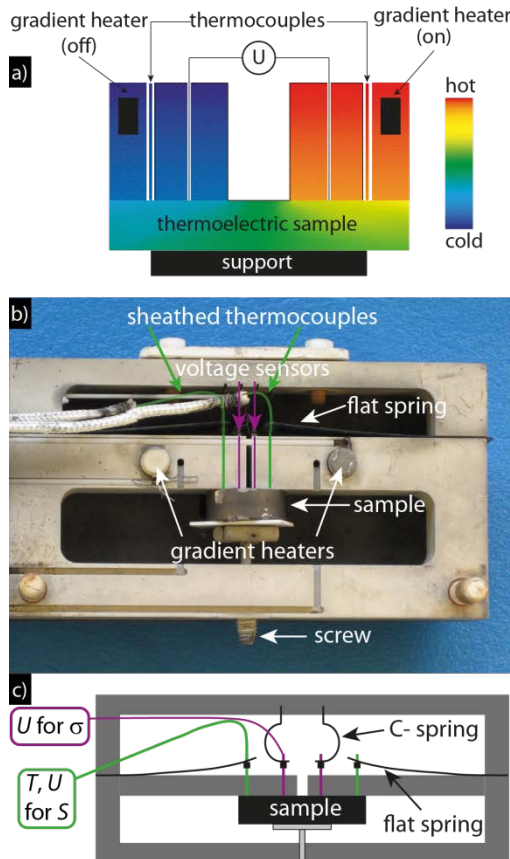 gradient heater
(off)
thermocouples
gradient heater
(on)
a)
U
hot
cold
thermoelectric sample
support
b)
sheathed thermocouples
voltage sensors
flat spring
sample
gradient heaters
screw
c)
U for σ
C- spring
T, U
for S
sample
flat spring